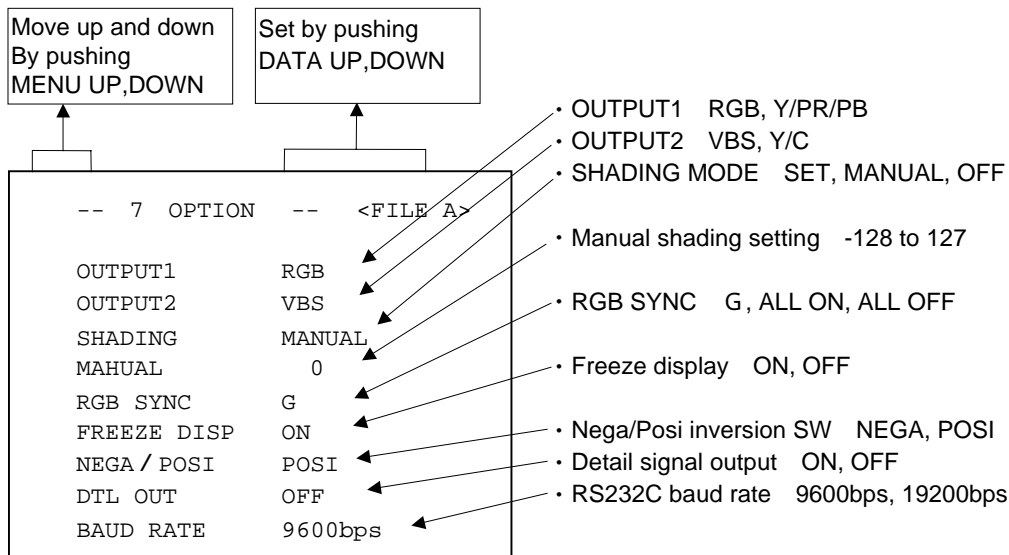 Move up and down
By pushing
MENU UP,DOWN
Set by pushing
DATA UP,DOWN
・OUTPUT1 RGB, Y/PR/PB
・OUTPUT2 VBS, Y/C
・SHADING MODE SET, MANUAL, OFF
・Manual shading setting -128 to 127
・RGB SYNC G, ALL ON, ALL OFF
・Freeze display ON, OFF
・Nega/Posi inversion SW NEGA, POSI
・Detail signal output ON, OFF
・RS232C baud rate 9600bps, 19200bps
-- 7 OPTION -- <FILE A>
OUTPUT1 RGB
OUTPUT2 VBS
SHADING MANUAL
MAHUAL 0
RGB SYNC G
FREEZE DISP ON
NEGA/POSI POSI
DTL OUT OFF
BAUD RATE 9600bps